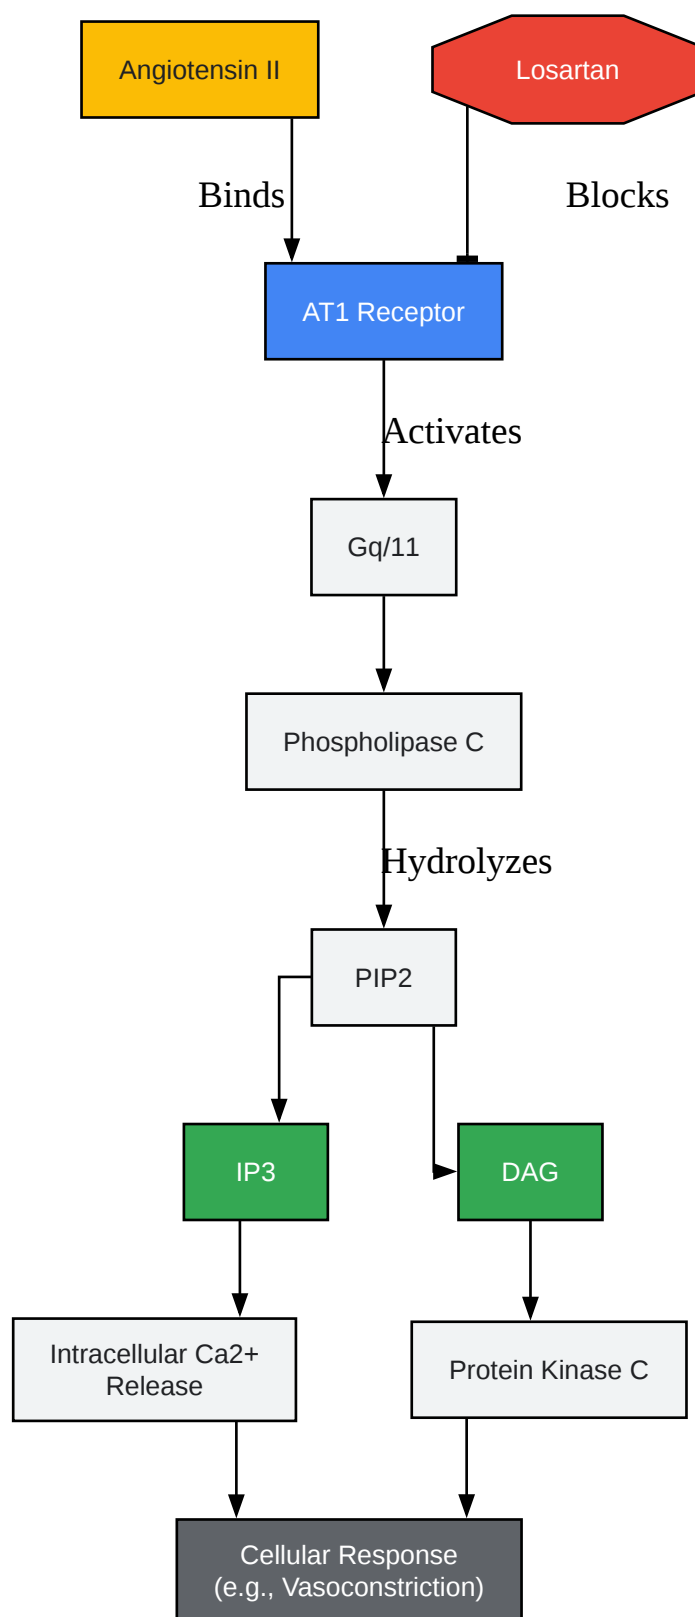 Angiotensin II
Losartan
Binds
Blocks
AT1 Receptor
Activates
Gq/11
Phospholipase C
Hydrolyzes
PIP2
IP3
DAG
Intracellular Ca2+
Release
Protein Kinase C
Cellular Response
(e.g., Vasoconstriction)